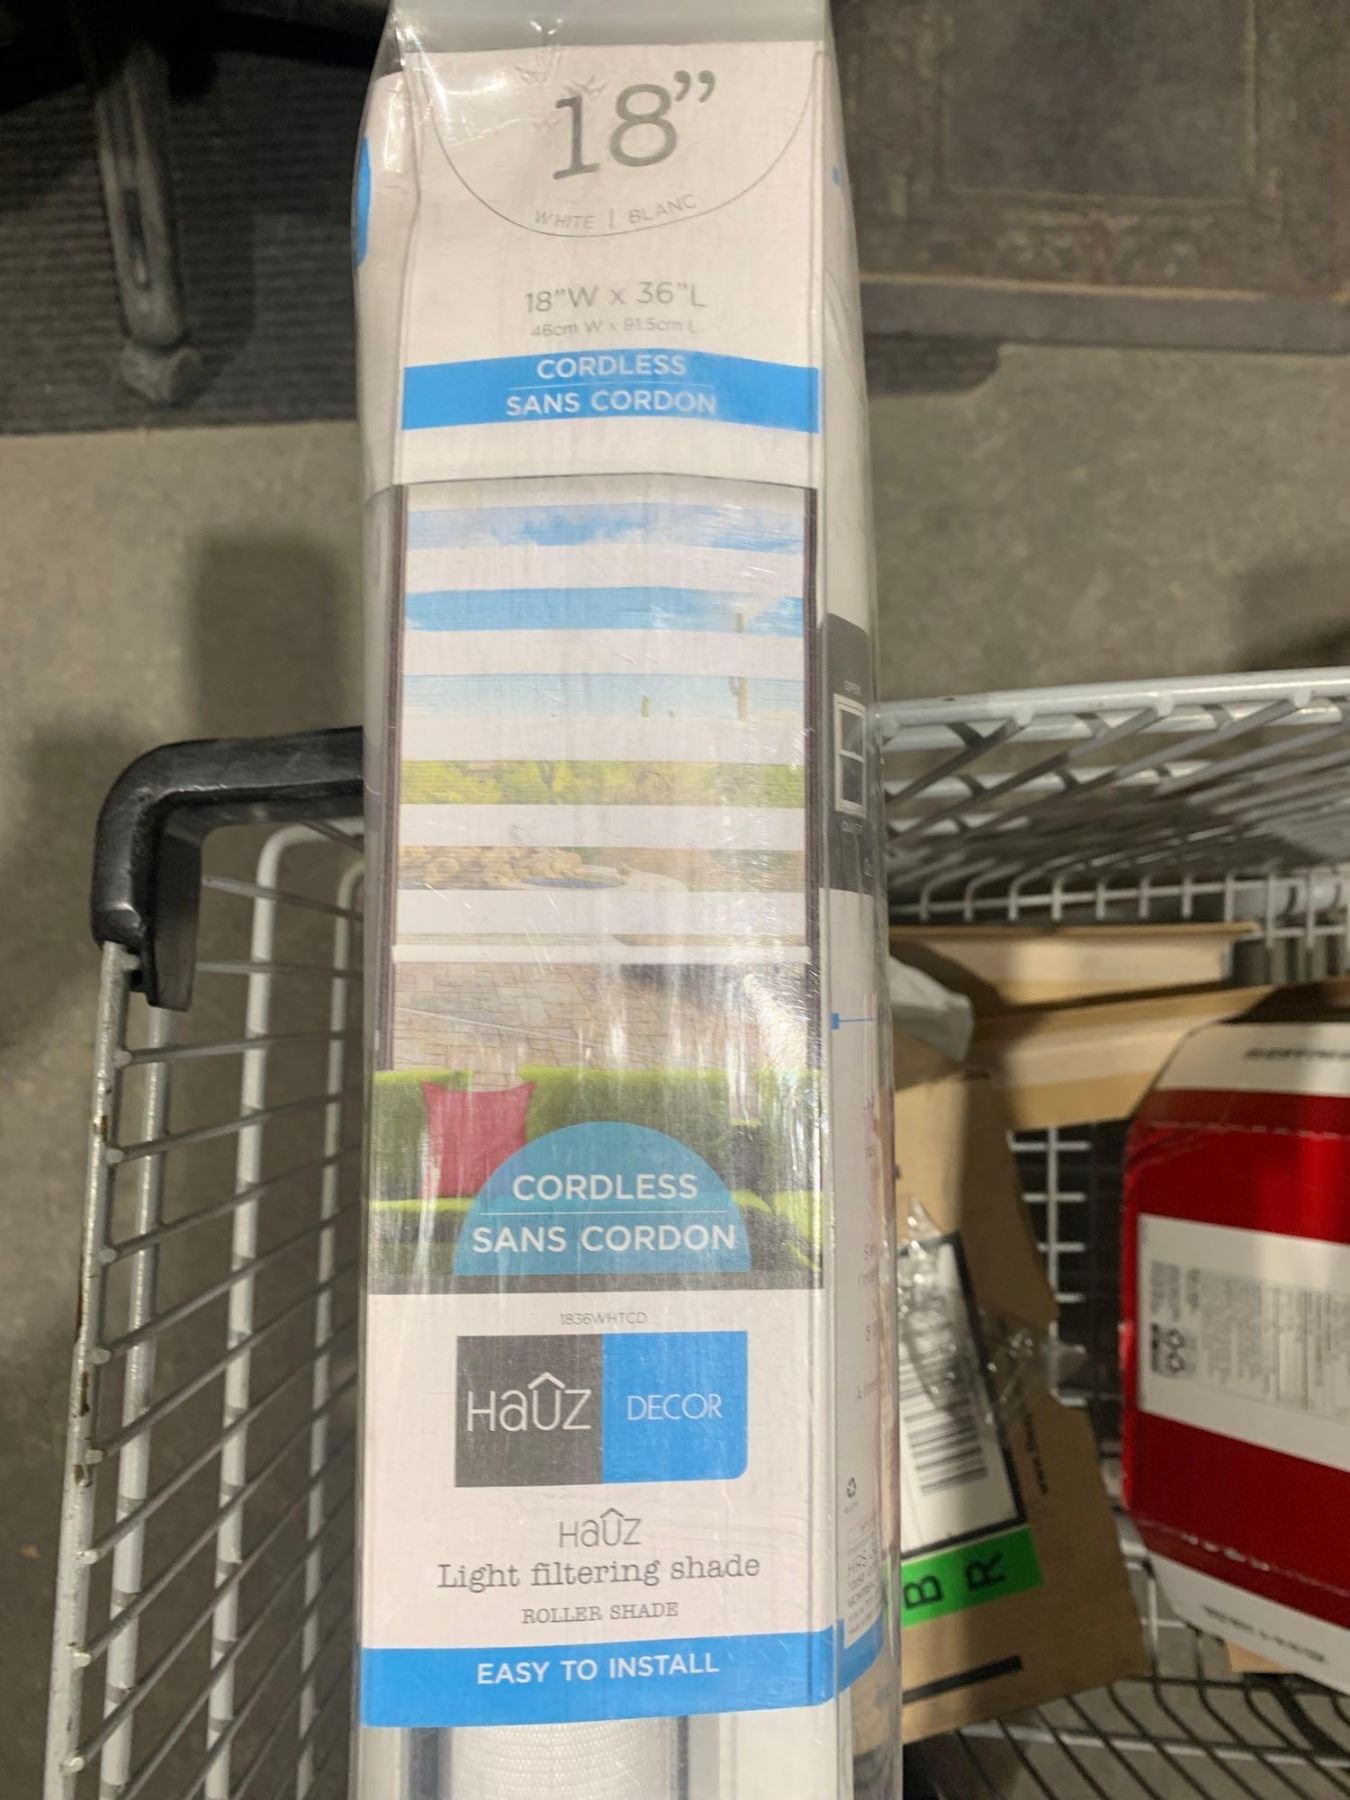 18”
WHITE | BLANC
18"W x 36"L
46cm W x 91.5cm L
CORDLESS
SANS CORDON
OPEN
CORDLESS
SANS CORDON
1836WHTCD
HaÛZ DECOR
HaÛZ
Light filtering shade
ROLLER SHADE
EASY TO INSTALL
B R